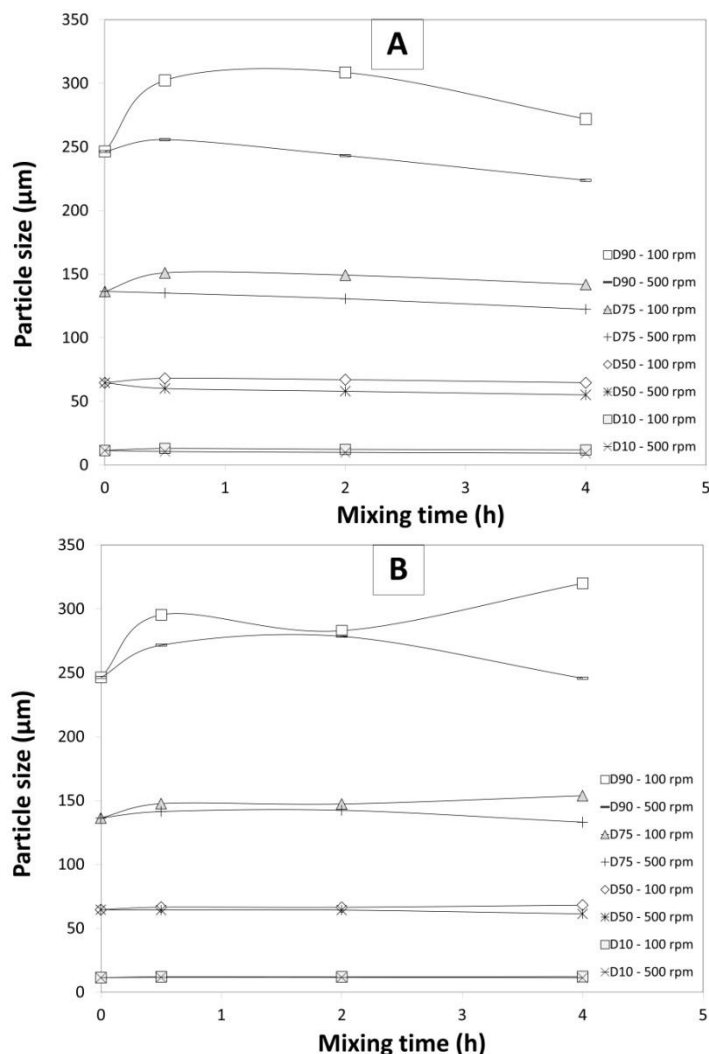 A
350
300
250
200
150
100
50
0
Particle size (μm)
D90 - 100 rpm
D90 - 500 rpm
D75 - 100 rpm
D75 - 500 rpm
D50 - 100 rpm
D50 - 500 rpm
D10 - 100 rpm
D10 - 500 rpm
0 1 2 3 4 5
Mixing time (h)
B
350
300
250
200
150
100
50
0
Particle size (μm)
D90 - 100 rpm
D90 - 500 rpm
D75 - 100 rpm
D75 - 500 rpm
D50 - 100 rpm
D50 - 500 rpm
D10 - 100 rpm
D10 - 500 rpm
0 1 2 3 4 5
Mixing time (h)